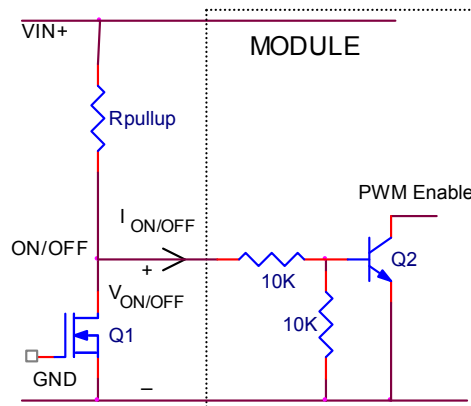 VIN+
MODULE
Rpullup
PWM Enable
I ON/OFF
ON/OFF
+
Q2
10K
V ON/OFF
10K
Q1
GND
–